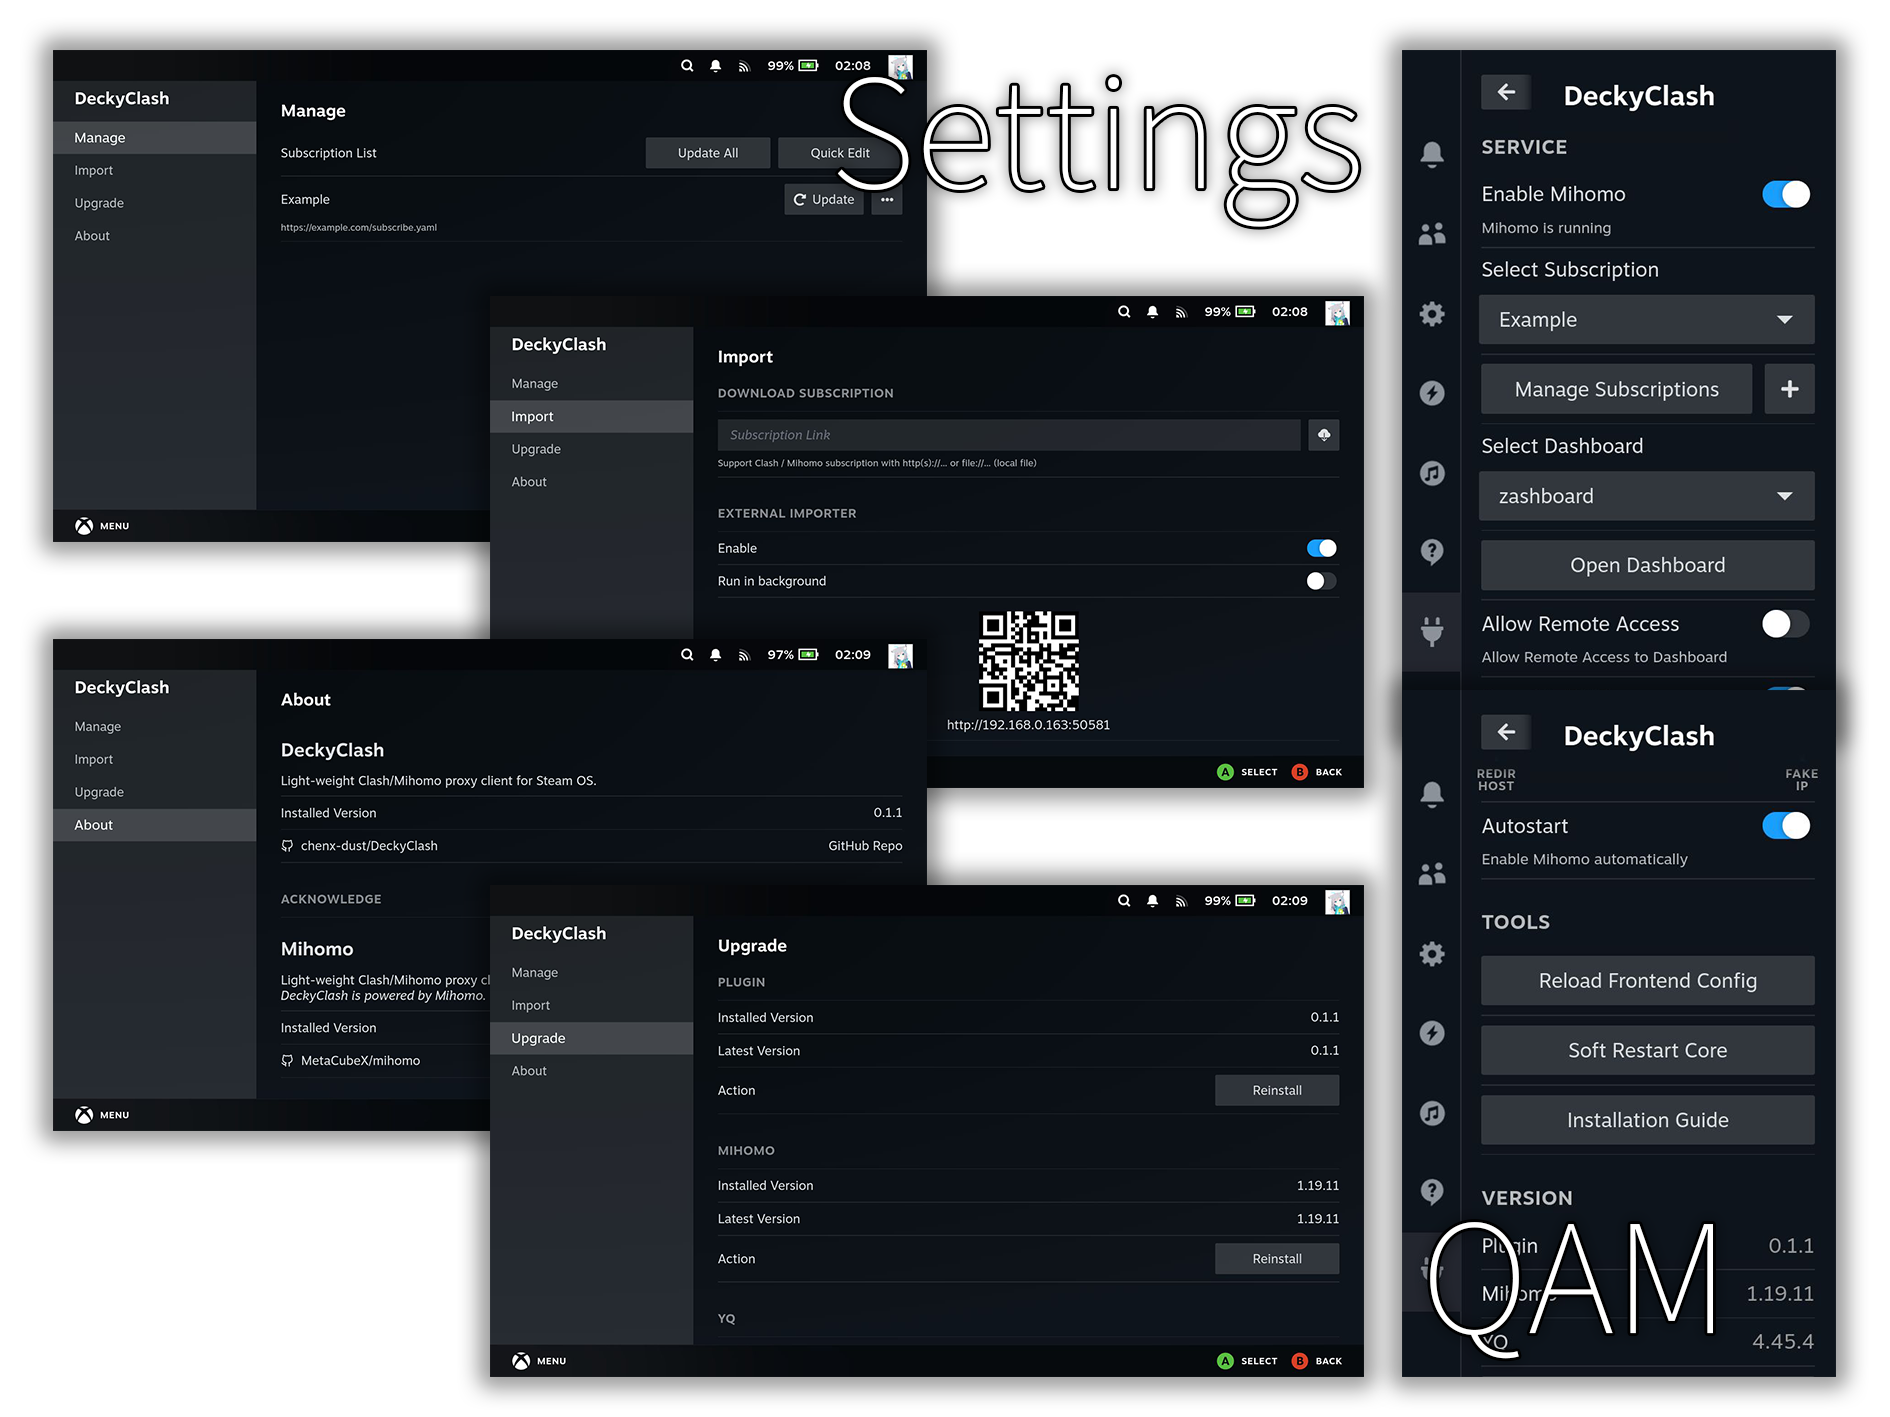 Settings
99% 02:08
DeckyClash
Manage
Import
Upgrade
About
Manage
Subscription List Update All Quick Edit
Example Update
https://example.com/subscribe.yaml
MENU
99% 02:08
DeckyClash
Manage
Import
Upgrade
About
Import
DOWNLOAD SUBSCRIPTION
Subscription Link
Support Clash / Mihomo subscription with http(s)://... or file://... (local file)
EXTERNAL IMPORTER
Enable
Run in background
http://192.168.0.163:50581
A SELECT B BACK
97% 02:09
DeckyClash
Manage
Import
Upgrade
About
About
DeckyClash
Light-weight Clash/Mihomo proxy client for Steam OS.
Installed Version 0.1.1
chenx-dust/DeckyClash GitHub Repo
ACKNOWLEDGE
Mihomo
Light-weight Clash/Mihomo proxy cl
DeckyClash is powered by Mihomo.
Installed Version
MetaCubeX/mihomo
MENU
99% 02:09
DeckyClash
Manage
Import
Upgrade
About
Upgrade
PLUGIN
Installed Version 0.1.1
Latest Version 0.1.1
Action Reinstall
MIHOMO
Installed Version 1.19.11
Latest Version 1.19.11
Action Reinstall
YQ
MENU
A SELECT B BACK
DeckyClash
SERVICE
Enable Mihomo
Mihomo is running
Select Subscription
Example
Manage Subscriptions +
Select Dashboard
zashboard
Open Dashboard
Allow Remote Access
Allow Remote Access to Dashboard
DeckyClash
REDIR HOST
FAKE IP
Autostart
Enable Mihomo automatically
TOOLS
Reload Frontend Config
Soft Restart Core
Installation Guide
VERSION
Plugin 0.1.1
Mihomo 1.19.11
YQ 4.45.4
QAM